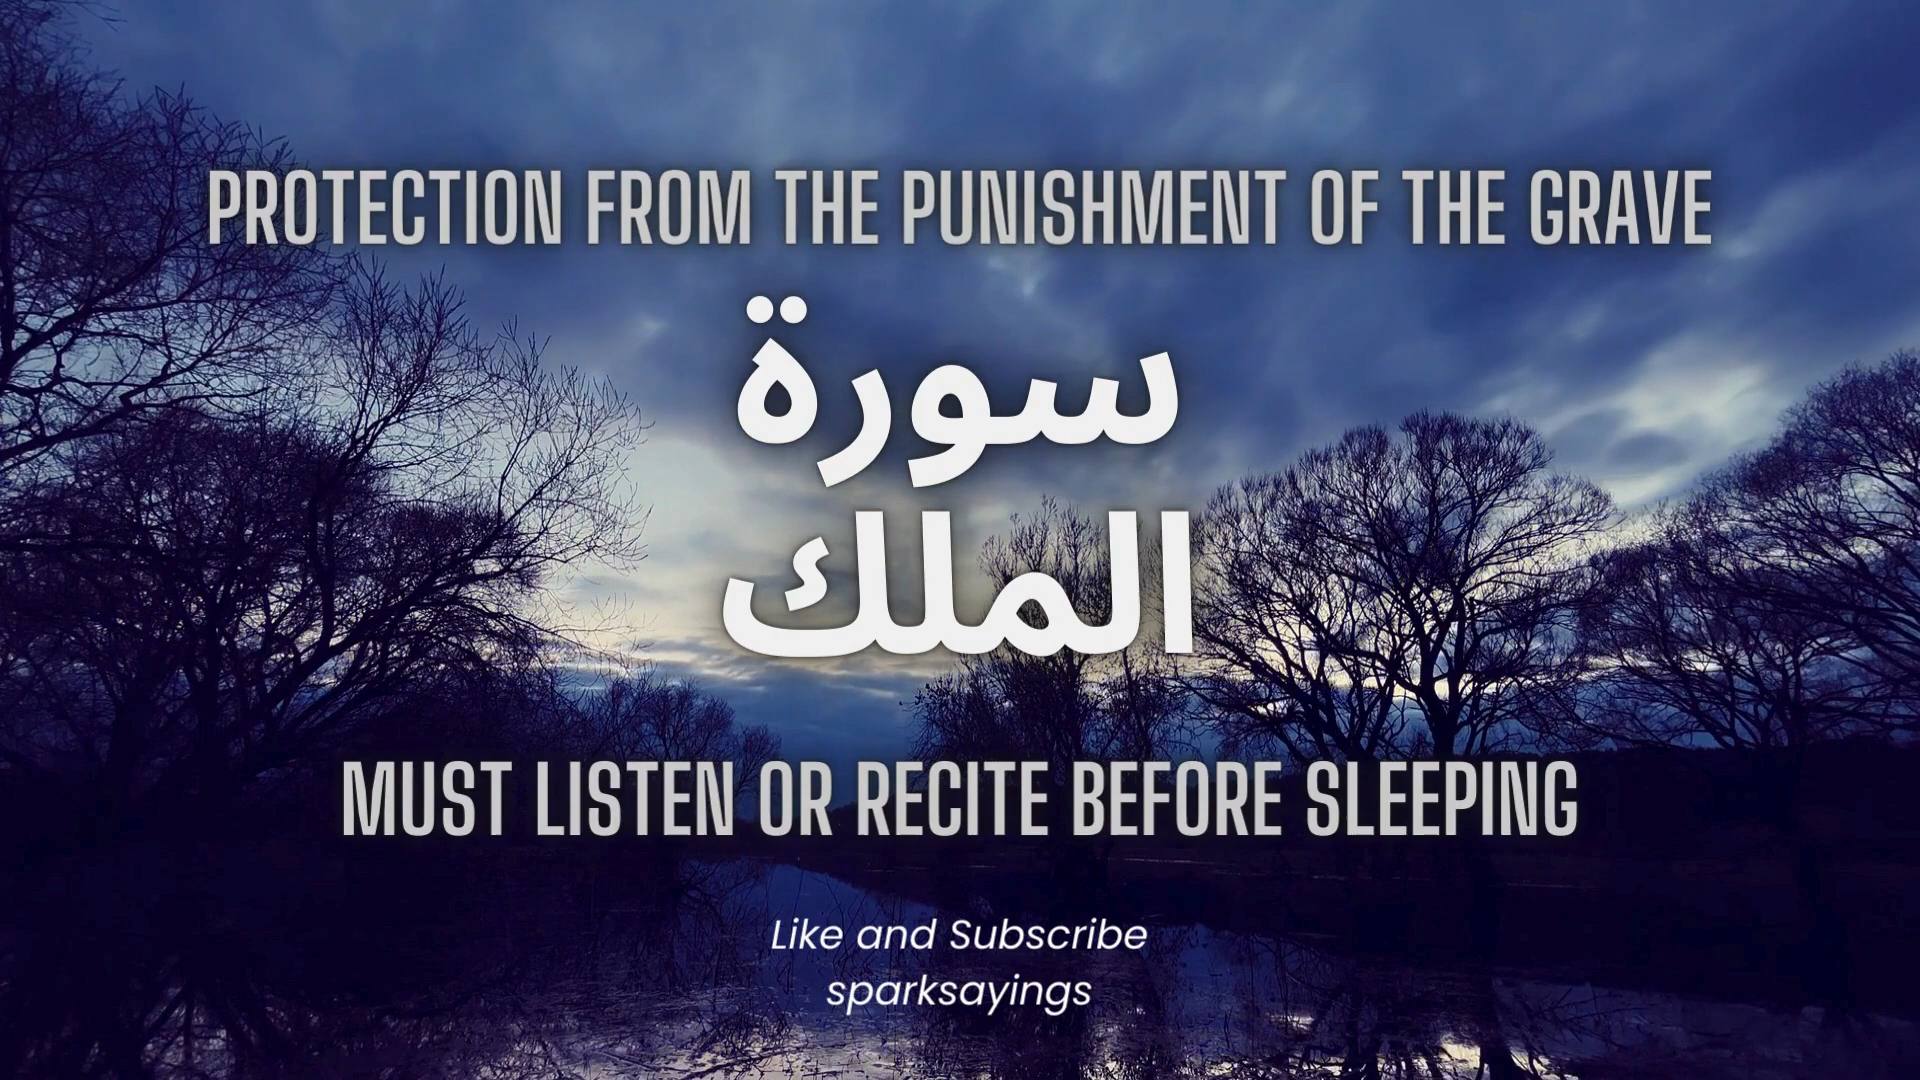 PROTECTION FROM THE PUNISHMENT OF THE GRAVE
سورة
الملك
MUST LISTEN OR RECITE BEFORE SLEEPING
Like and Subscribe
sparksayings